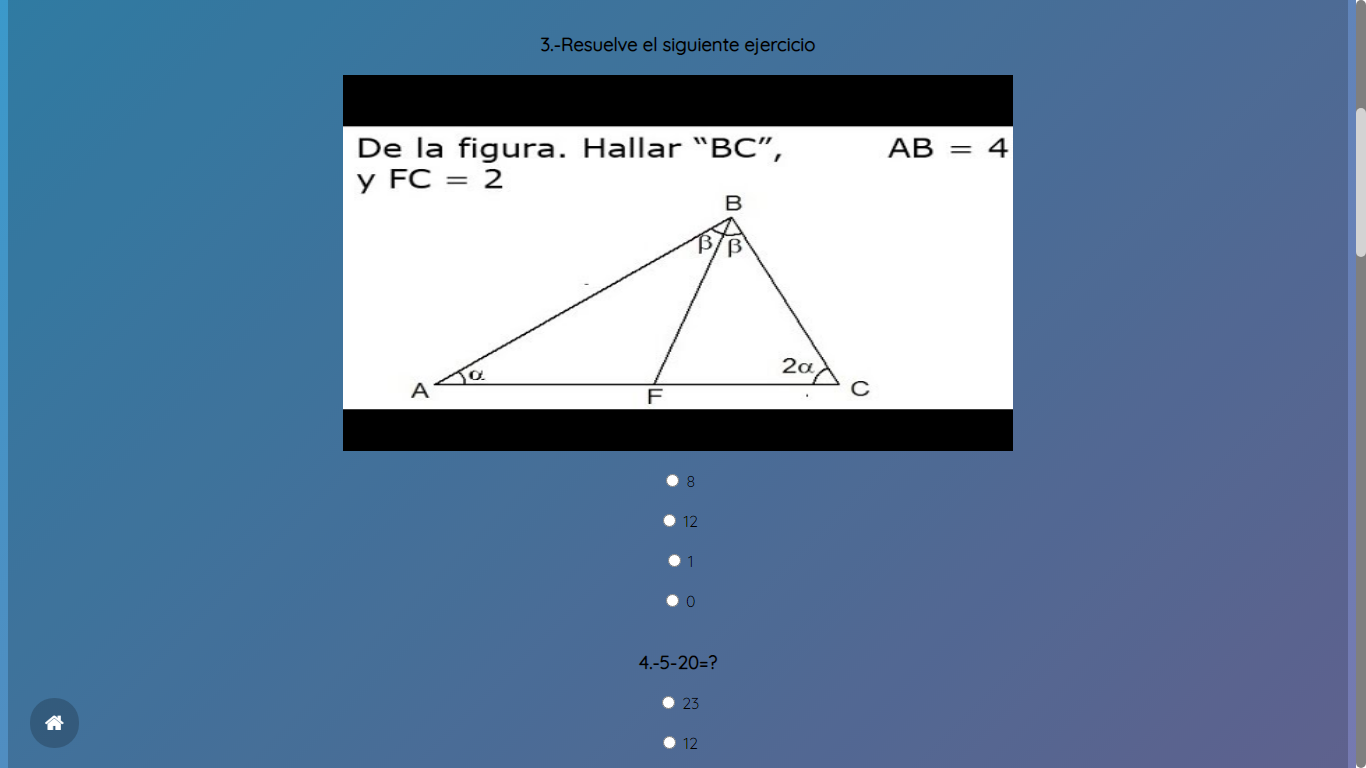 3.-Resuelve el siguiente ejercicio
De la figura. Hallar “BC”, AB = 4
y FC = 2
B
β β
A α 2α C
F
8
12
1
0
4.-5-20=?
23
12